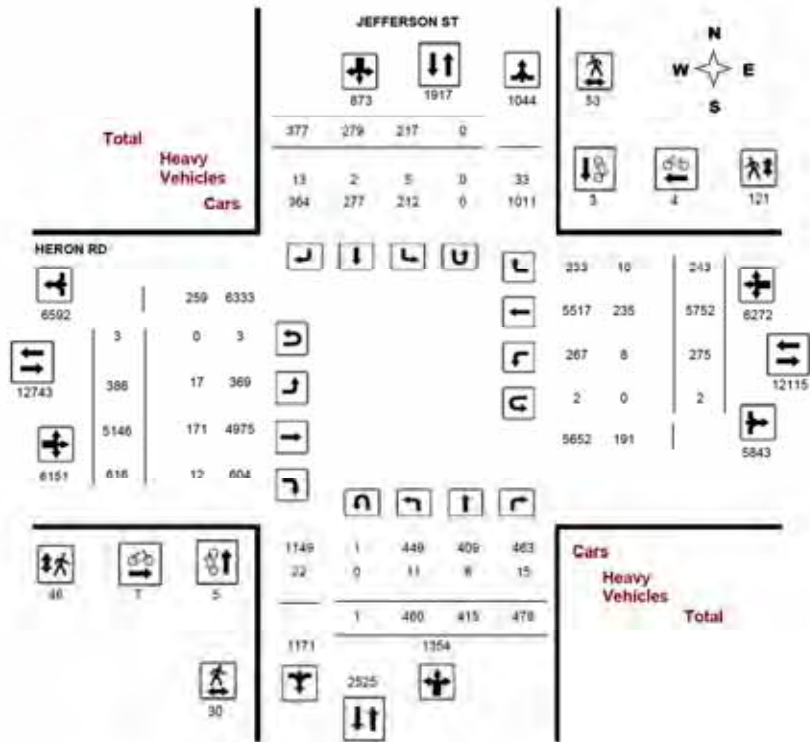 JEFFERSON ST
N
W E
S
873 1917 1044 53
377 279 217 0
Total
Heavy
Vehicles
13 2 5 0 33
Cars 364 277 212 0 1011
3 4 121
HERON RD
6592 259 6333
3 0 3
12743 386 17 369
5146 171 4975
6151 616 12 604
233 10 243
5517 235 5752 6272
267 8 275 12115
2 0 2
5652 191 5843
1149 1 449 409 463
22 0 11 6 15
1 460 415 478
1171 1354
2525
46 7 5
30
Cars
Heavy
Vehicles
Total